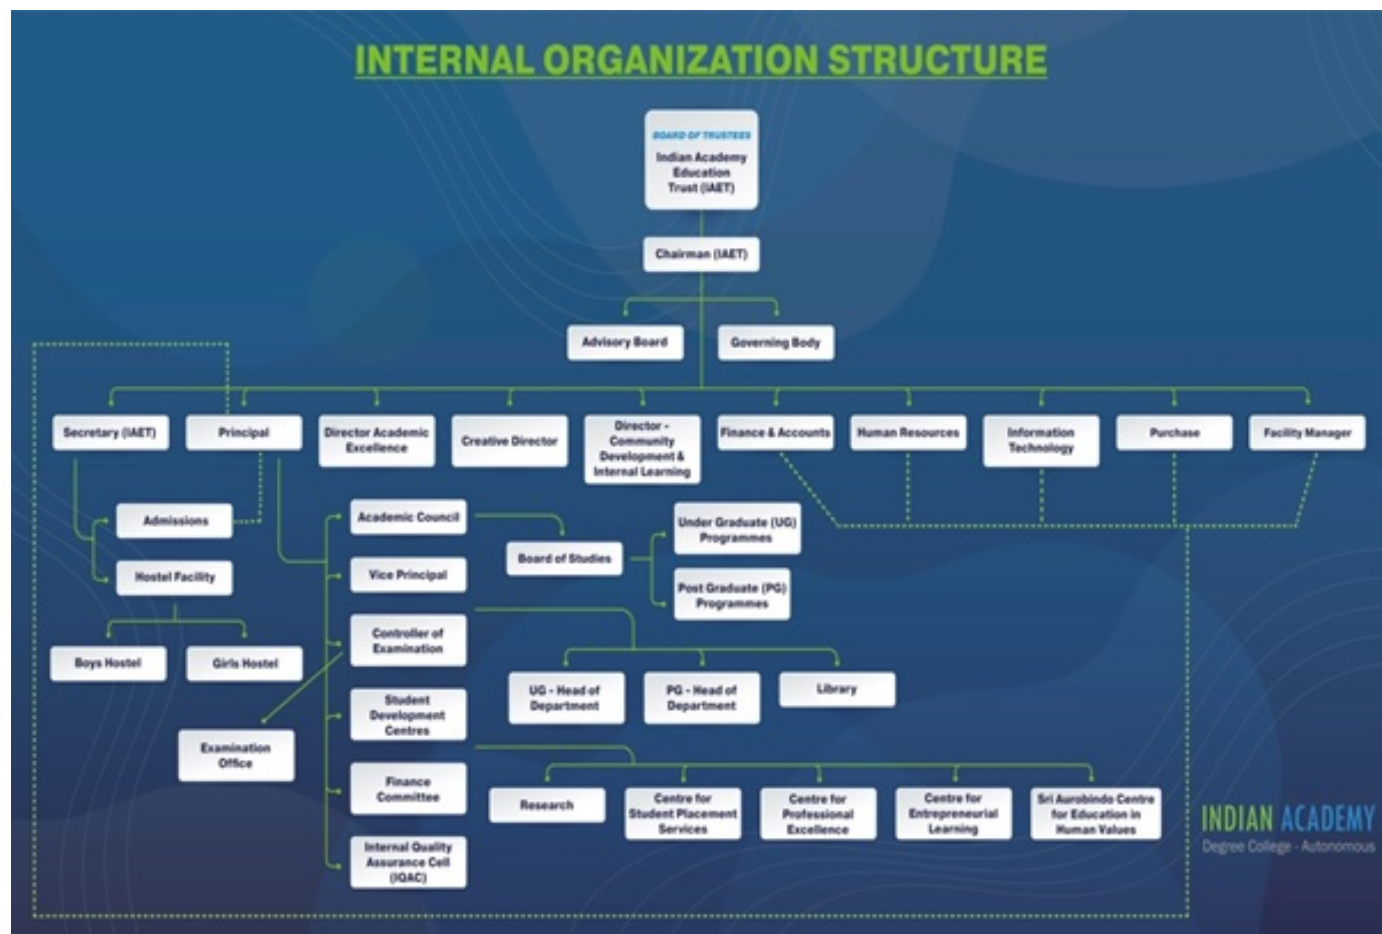 INTERNAL ORGANIZATION STRUCTURE
BOARD OF TRUSTEES
Indian Academy
Education
Trust (IAET)
Chairman (IAET)
Advisory Board
Governing Body
Secretary (IAET)
Principal
Director Academic
Excellence
Creative Director
Director -
Community
Development &
Internal Learning
Finance & Accounts
Human Resources
Information
Technology
Purchase
Facility Manager
Admissions
Hostel Facility
Boys Hostel
Girls Hostel
Academic Council
Vice Principal
Controller of
Examination
Student
Development
Centres
Finance
Committee
Internal Quality
Assurance Cell
(IQAC)
Examination
Office
Board of Studies
Under Graduate (UG)
Programmes
Post Graduate (PG)
Programmes
UG - Head of
Department
PG - Head of
Department
Library
Research
Centre for
Student Placement
Services
Centre for
Professional
Excellence
Centre for
Entrepreneurial
Learning
Sri Aurobindo Centre
for Education in
Human Values
INDIAN ACADEMY
Degree College - Autonomous